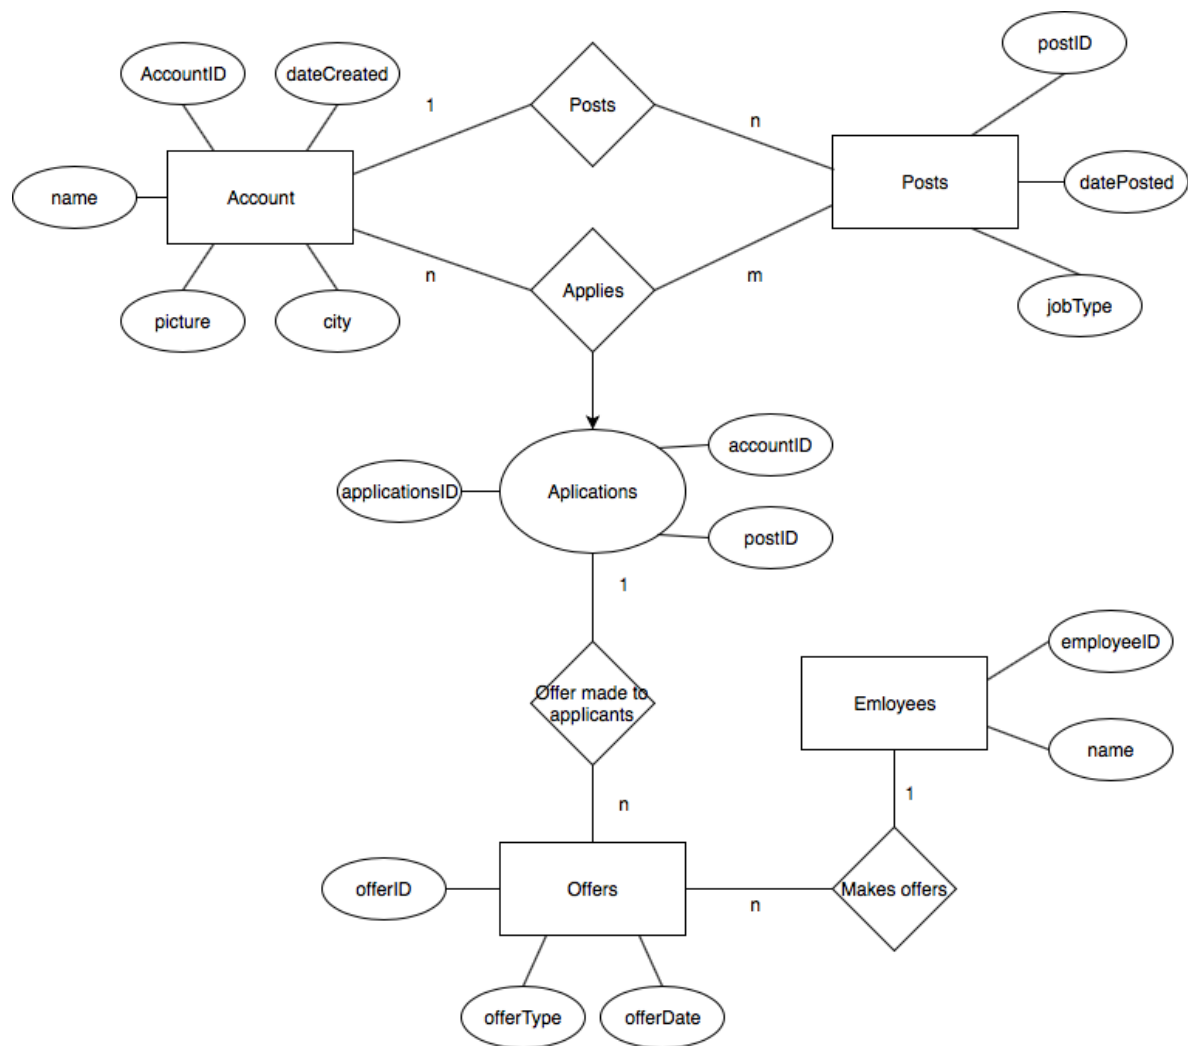 postID
AccountID
dateCreated
1
Posts
n
name
Account
Posts
datePosted
n
Applies
m
picture
city
jobType
accountID
applicationsID
Aplications
postID
1
employeeID
Offer made to
applicants
Emloyees
name
1
n
offerID
Offers
n
Makes offers
offerType
offerDate